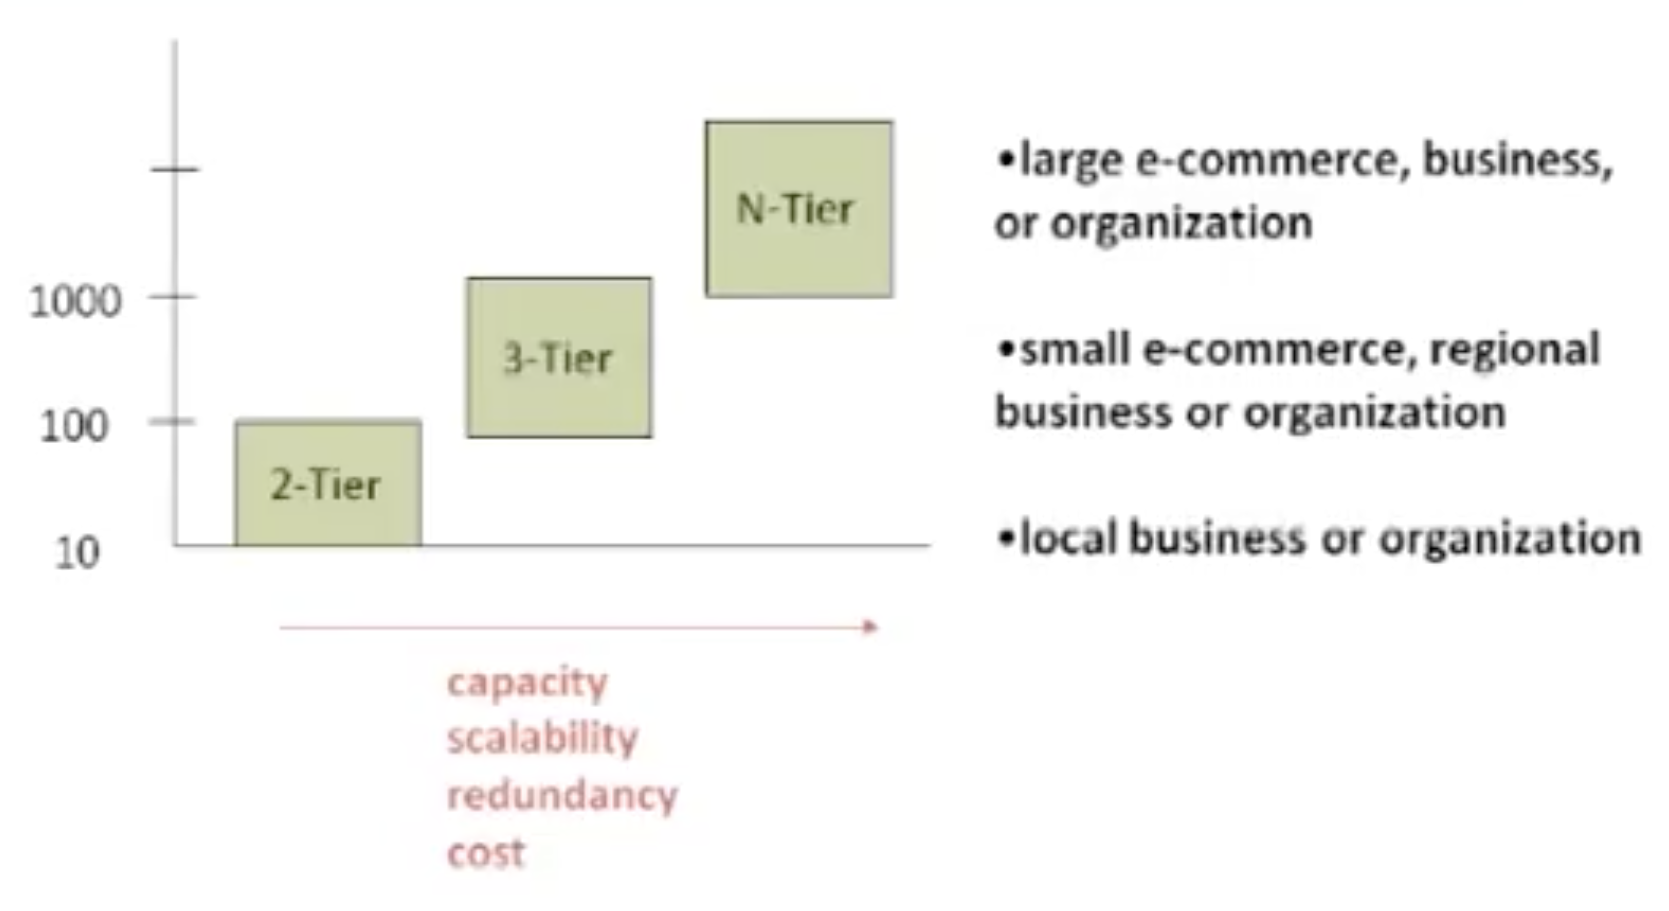 N-Tier
1000
3-Tier
100
2-Tier
10
•large e-commerce, business,
or organization
•small e-commerce, regional
business or organization
•local business or organization
capacity
scalability
redundancy
cost